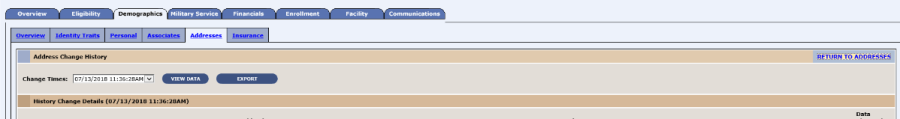 Overview Eligibility Demographics Military Service Financials Enrollment Facility Communications
Overview Identity Traits Personal Associates Addresses Insurance
Address Change History RETURN TO ADDRESSES
Change Times: 07/13/2018 11:36:28AM VIEW DATA EXPORT
History Change Details (07/13/2018 11:36:28AM)
Data